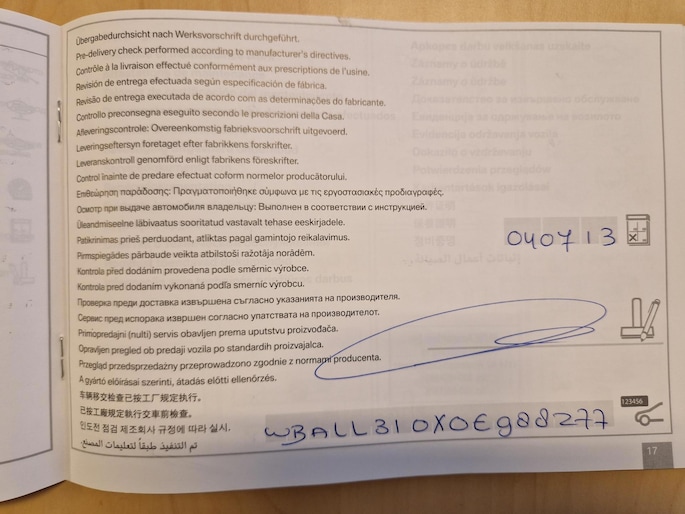 Übergabedurchsicht nach Werksvorschrift durchgeführt.
Pre-delivery check performed according to manufacturer's directives.
Contrôle à la livraison effectué conformément aux prescriptions de l'usine.
Revisión de entrega efectuada según especificación de fábrica.
Revisão de entrega executada de acordo com as determinações do fabricante.
Controllo preconsegna eseguito secondo le prescrizioni della Casa.
Afleveringscontrole: Overeenkomstig fabrieksvoorschrift uitgevoerd.
Leveringseftersyn foretaget efter fabrikkens forskrifter.
Leveranskontroll genomförd enligt fabrikens föreskrifter.
Control înainte de predare efectuat coform normelor producătorului.
Επιθεώρηση παράδοσης: Πραγματοποιήθηκε σύμφωνα με τις εργοστασιακές προδιαγραφές.
Осмотр при выдаче автомобиля владельцу: Выполнен в соответствии с инструкцией.
Üleandmiseelne läbivaatus sooritatud vastavalt tehase eeskirjadele.
Patikrinimas prieš perduodant, atliktas pagal gamintojo reikalavimus.
Pirmspiegādes pārbaude veikta atbilstoši ražotāja norādēm.
Kontrola před dodáním provedena podle směrnic výrobce.
Kontrola pred dodaním vykonaná podľa smerníc výrobcu.
Проверка преди доставка извършена съгласно указанията на производителя.
Сервис пред испорака извршен согласно упатствата на производителот.
Primopredajni (nulti) servis obavljen prema uputstvu proizvođača.
Opravljen pregled ob predaji vozila po standardih proizvajalca.
Przegląd przedsprzedażny przeprowadzono zgodnie z normami producenta.
A gyártó előírásai szerinti, átadás előtti ellenőrzés.
车辆移交检查已按工厂规定执行。
已按工廠規定執行交車前檢查。
인도전 점검 제조회사 규정에 따라 실시.
تم التنفيذ طبقاً لتعليمات المصنع.
040713
123456
WBALL310X0E988277
17